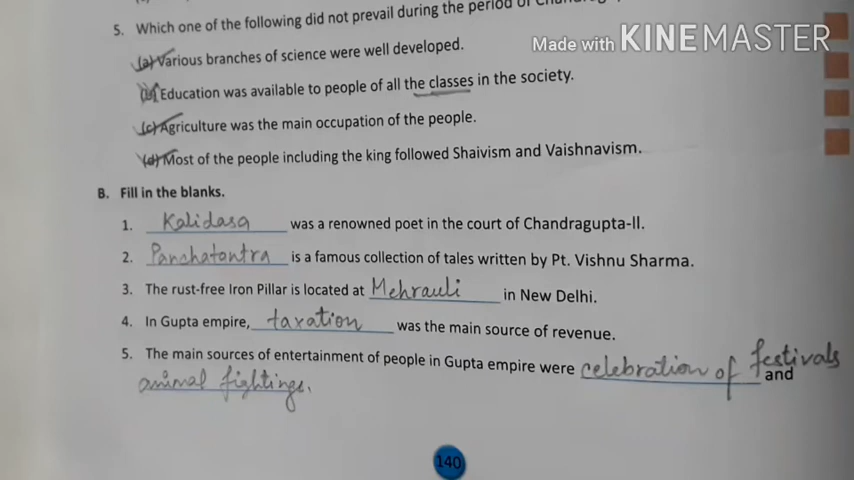 5. Which one of the following did not prevail during the period of
Made with KINEMASTER
(a) Various branches of science were well developed.
(b) Education was available to people of all the classes in the society.
(c) Agriculture was the main occupation of the people.
(d) Most of the people including the king followed Shaivism and Vaishnavism.
B. Fill in the blanks.
1. Kalidasa was a renowned poet in the court of Chandragupta-II.
2. Panchatantra is a famous collection of tales written by Pt. Vishnu Sharma.
3. The rust-free Iron Pillar is located at Mehrauli in New Delhi.
4. In Gupta empire, taxation was the main source of revenue.
5. The main sources of entertainment of people in Gupta empire were celebration of festivals and
animal fightings.
140